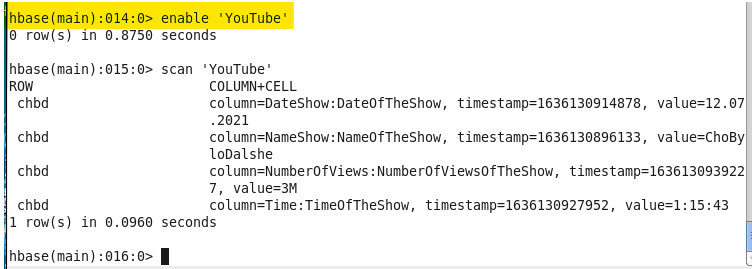 hbase(main):014:0> enable 'YouTube'
0 row(s) in 0.8750 seconds
hbase(main):015:0> scan 'YouTube'
ROW COLUMN+CELL
chbd column=DateShow:DateOfTheShow, timestamp=1636130914878, value=12.07
.2021
chbd column=NameShow:NameOfTheShow, timestamp=1636130896133, value=ChoBy
loDalshe
chbd column=NumberOfViews:NumberOfViewsOfTheShow, timestamp=163613093922
7, value=3M
chbd column=Time:TimeOfTheShow, timestamp=1636130927952, value=1:15:43
1 row(s) in 0.0960 seconds
hbase(main):016:0>